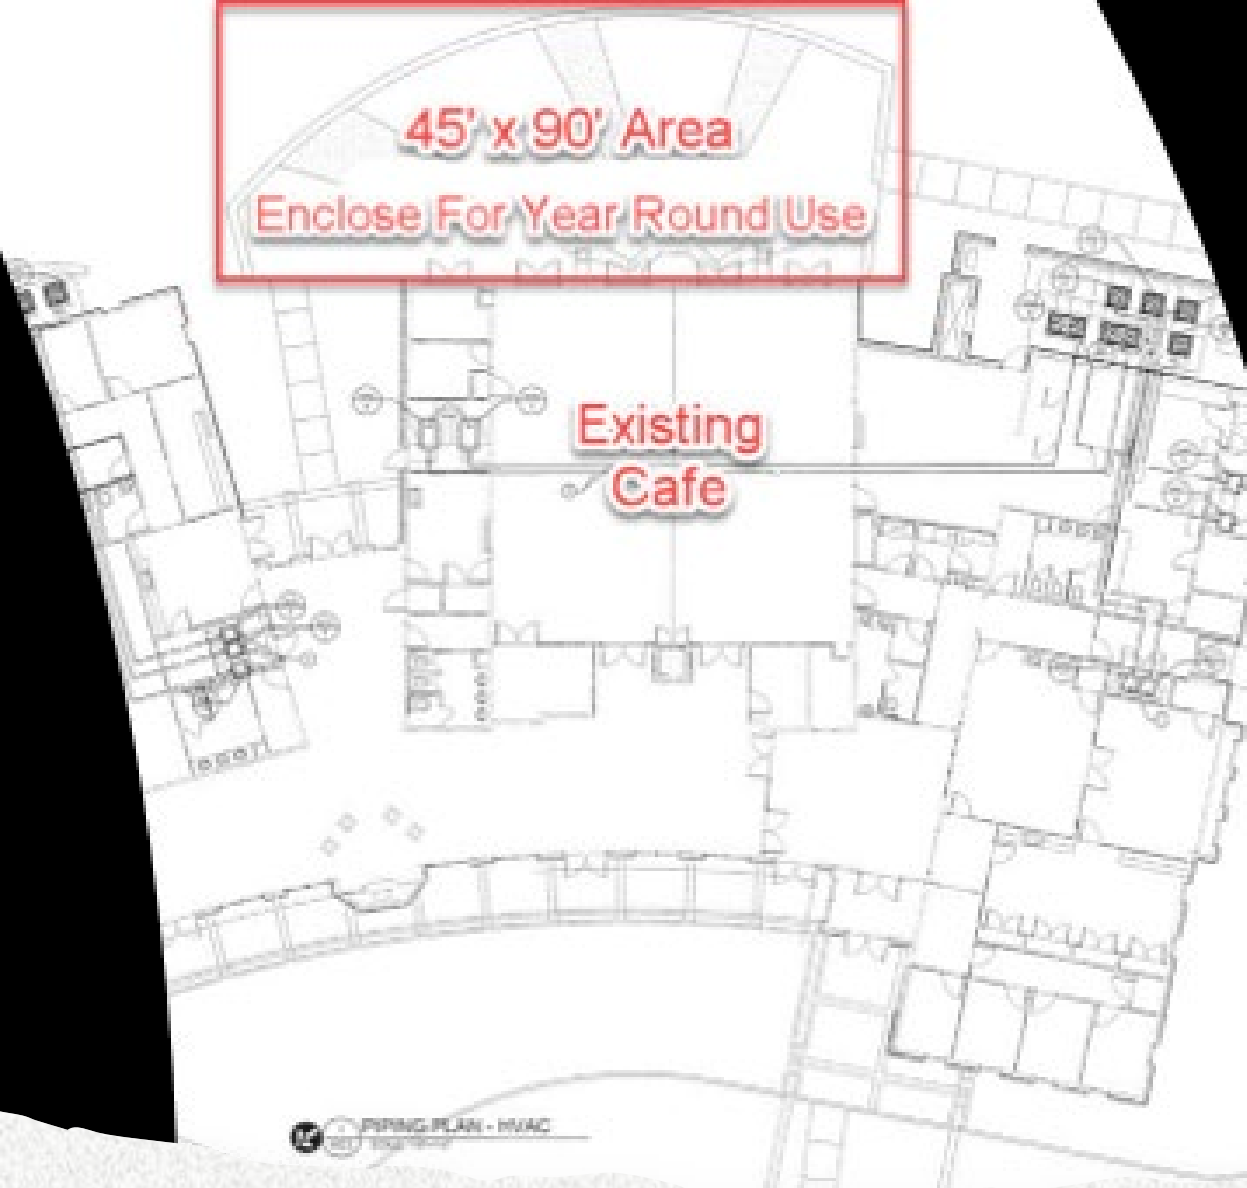 45' x 90' Area
Enclose For Year Round Use
Existing
Cafe
PIPING PLAN - HVAC